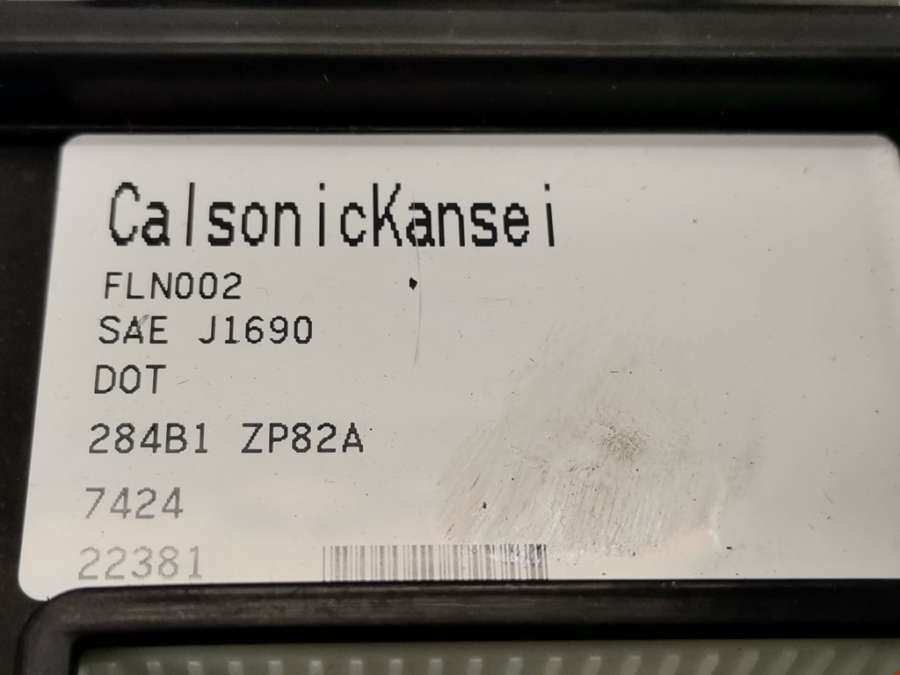 CalsonicKansei
FLN002
SAE J1690
DOT
284B1 ZP82A
7424
22381